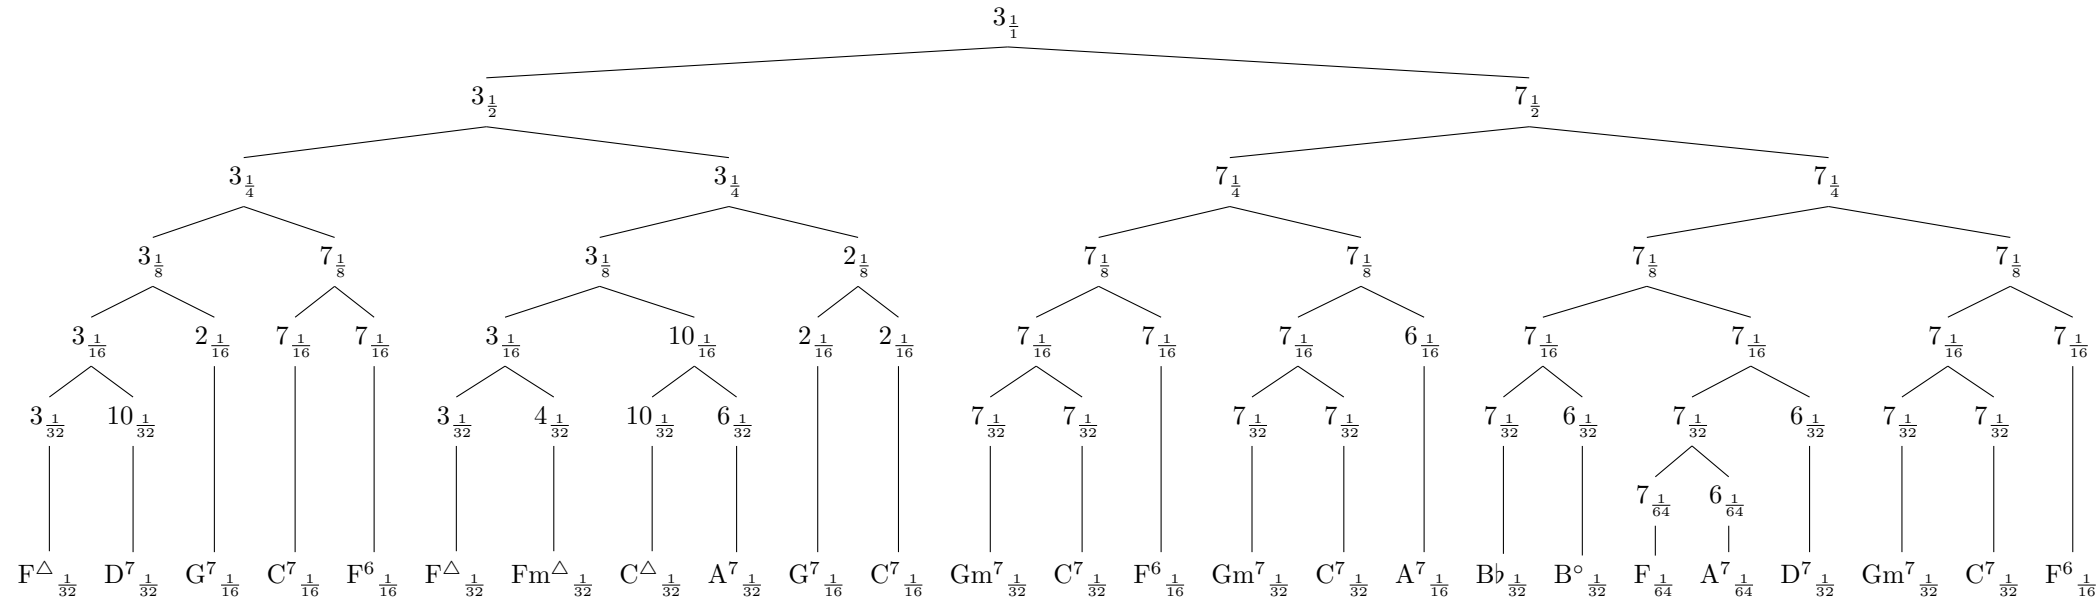 3 1/1
3 1/2 7 1/2
3 1/4 3 1/4 7 1/4 7 1/4
3 1/8 7 1/8 3 1/8 2 1/8 7 1/8 7 1/8 7 1/8 7 1/8
3 1/16 2 1/16 7 1/16 7 1/16 3 1/16 10 1/16 2 1/16 2 1/16 7 1/16 7 1/16 7 1/16 6 1/16 7 1/16 7 1/16 7 1/16 7 1/16
3 1/32 10 1/32 3 1/32 4 1/32 10 1/32 6 1/32 7 1/32 7 1/32 7 1/32 7 1/32 7 1/32 6 1/32 7 1/32 6 1/32 7 1/32 7 1/32
7 1/64 6 1/64
F△ 1/32 D⁷ 1/32 G⁷ 1/16 C⁷ 1/16 F⁶ 1/16 F△ 1/32 Fm△ 1/32 C△ 1/32 A⁷ 1/32 G⁷ 1/16 C⁷ 1/16 Gm⁷ 1/32 C⁷ 1/32 F⁶ 1/16 Gm⁷ 1/32 C⁷ 1/32 A⁷ 1/16 B♭ 1/32 B° 1/32 F 1/64 A⁷ 1/64 D⁷ 1/32 Gm⁷ 1/32 C⁷ 1/32 F⁶ 1/16